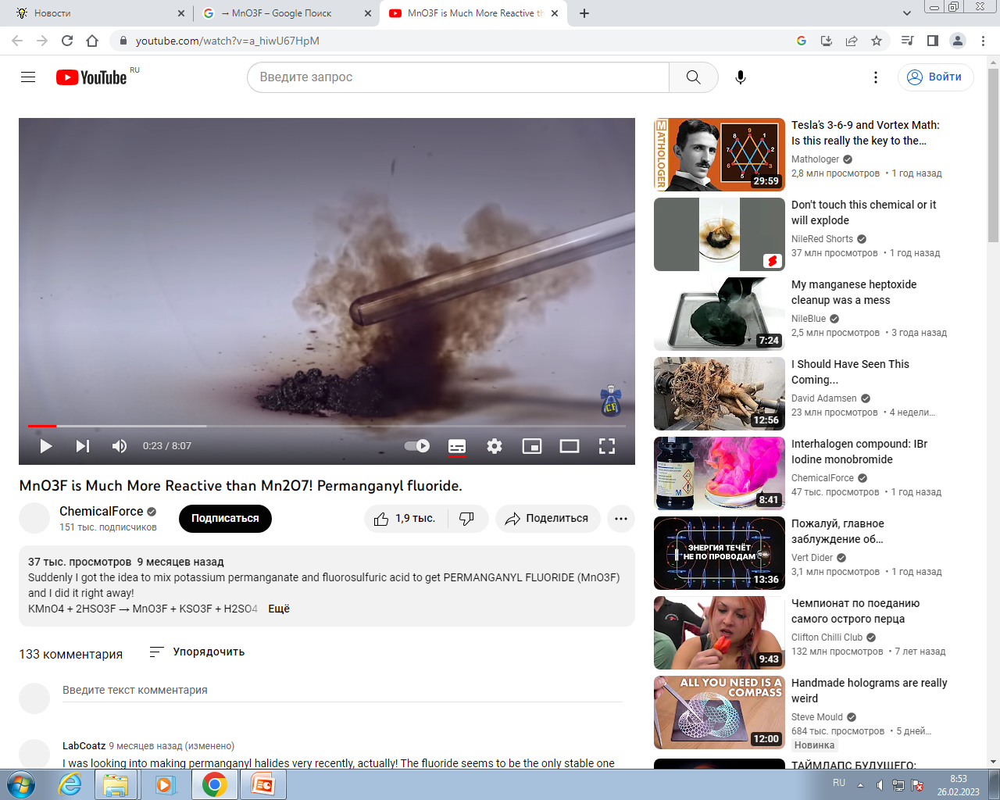 Новости
→ MnO3F – Google Поиск
MnO3F is Much More Reactive th
youtube.com/watch?v=a_hiwU67HpM
YouTube RU
Введите запрос
Войти
CF
0:23 / 8:07
MnO3F is Much More Reactive than Mn2O7! Permanganyl fluoride.
ChemicalForce
151 тыс. подписчиков
Подписаться
1,9 тыс.
Поделиться
37 тыс. просмотров 9 месяцев назад
Suddenly I got the idea to mix potassium permanganate and fluorosulfuric acid to get PERMANGANYL FLUORIDE (MnO3F)
and I did it right away!
KMnO4 + 2HSO3F → MnO3F + KSO3F + H2SO4 Ещё
133 комментария
Упорядочить
Введите текст комментария
LabCoatz 9 месяцев назад (изменено)
I was looking into making permanganyl halides very recently, actually! The fluoride seems to be the only stable one
MATHOLOGER
9
8
1
7
2
6
3
5
29:59
Tesla's 3-6-9 and Vortex Math:
Is this really the key to the…
Mathologer
2,8 млн просмотров • 1 год назад
Don't touch this chemical or it
will explode
NileRed Shorts
37 млн просмотров • 1 год назад
7:24
My manganese heptoxide
cleanup was a mess
NileBlue
2,5 млн просмотров • 3 года назад
12:56
I Should Have Seen This
Coming...
David Adamsen
23 млн просмотров • 4 недели…
8:41
Interhalogen compound: IBr
Iodine monobromide
ChemicalForce
47 тыс. просмотров • 1 год назад
ЭНЕРГИЯ ТЕЧЁТ
НЕ ПО ПРОВОДАМ
13:36
Пожалуй, главное
заблуждение об…
Vert Dider
3,1 млн просмотров • 1 год назад
9:43
Чемпионат по поеданию
самого острого перца
Clifton Chilli Club
132 млн просмотров • 7 лет назад
ALL YOU NEED IS A
COMPASS
12:00
Handmade holograms are really
weird
Steve Mould
684 тыс. просмотров • 5 дней…
Новинка
ТАЙМЛАПС БУДУЩЕГО:
RU
8:53
26.02.2023